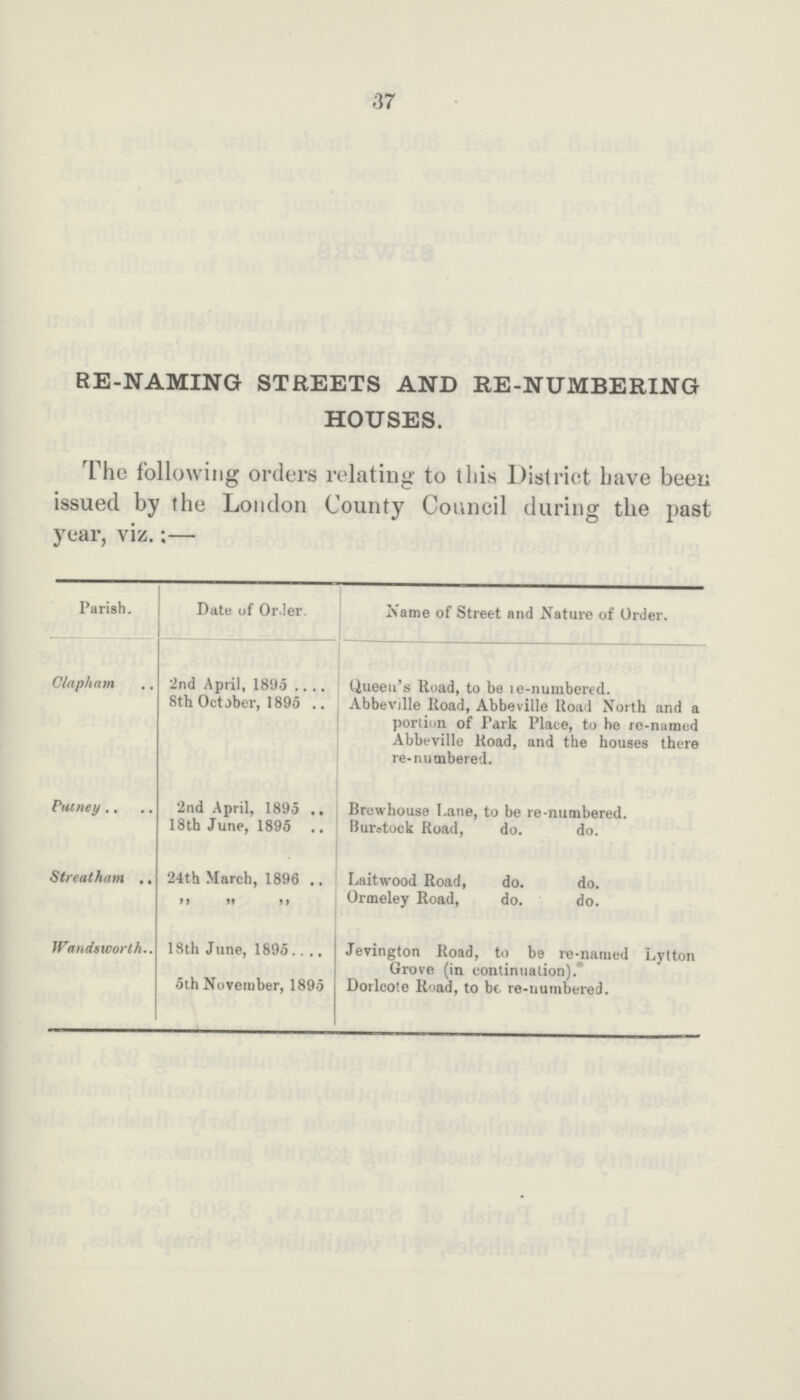 37
RE-NAMING STREETS AND RE-NUMBERING
HOUSES.
The following orders relating to this District have been
issued by the London County Council during the past
year, viz. :—
Parish. Date of Order. Name of Street and Nature of Order.
Clapham .. 2nd April, 1895 .... Queen's Road, to be re-numbered.
8th October, 1895 .. Abbeville Road, Abbeville Road North and a
portion of Park Place, to be re-named
Abbeville Road, and the houses there
re-numbered.
Putney .. .. 2nd April, 1895 .. Brewhouse Lane, to be re-numbered.
18th June, 1895 .. Burstock Road, do. do.
Streatham .. 24th March, 1896 .. Laitwood Road, do. do.
" " " Ormeley Road, do. do.
Wandsworth.. 18th June, 1895.... Jevington Road, to be re-named Lytton
Grove (in continuation).
5th November, 1895 Dorlcote Road, to be re-numbered.